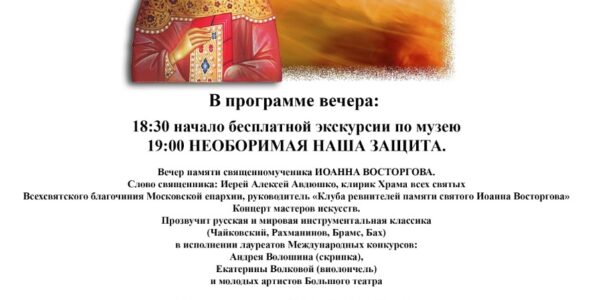 В программе вечера:
18:30 начало бесплатной экскурсии по музею
19:00 НЕОБОРИМАЯ НАША ЗАЩИТА.
Вечер памяти священномученика ИОАННА ВОСТОРГОВА.
Слово священника: Иерей Алексей Авдюшко, клирик Храма всех святых
Всехсвятского благочиния Московской епархии, руководитель «Клуба ревнителей памяти святого Иоанна Восторгова»
Концерт мастеров искусств.
Прозвучит русская и мировая инструментальная классика
(Чайковский, Рахманинов, Брамс, Бах)
в исполнении лауреатов Международных конкурсов:
Андрея Волошина (скрипка),
Екатерины Волковой (виолончель)
и молодых артистов Большого театра